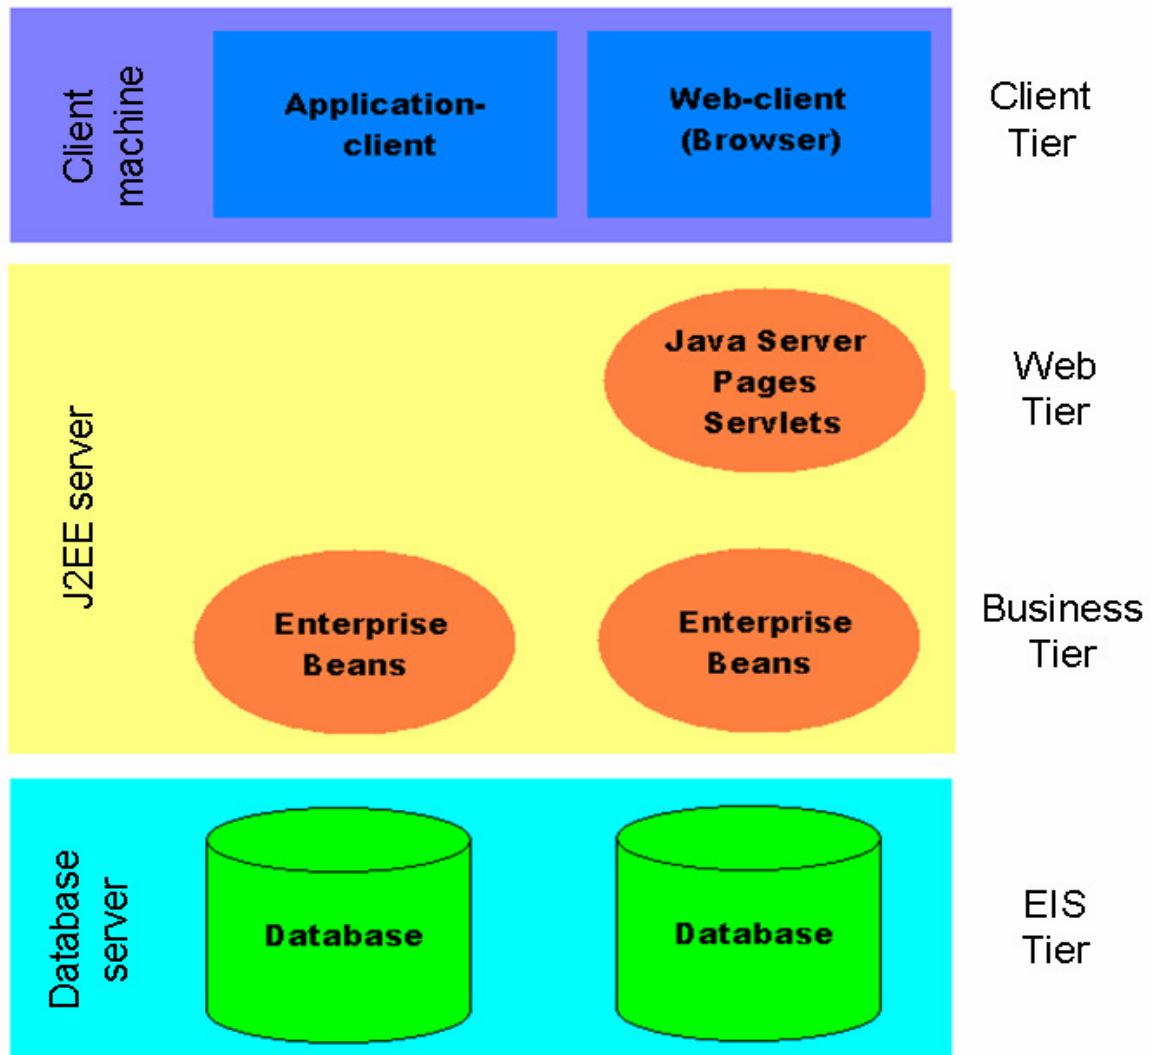 Client
machine
Application-
client
Web-client
(Browser)
Client
Tier
J2EE server
Java Server
Pages
Servlets
Web
Tier
Enterprise
Beans
Enterprise
Beans
Business
Tier
Database
server
Database
Database
EIS
Tier